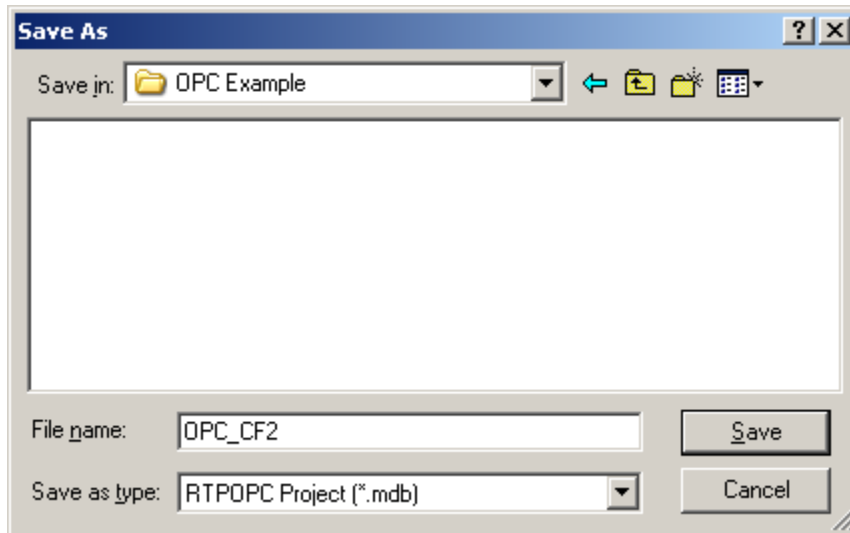 Save As
Save in: OPC Example
File name: OPC_CF2
Save
Save as type: RTPOPC Project (*.mdb)
Cancel